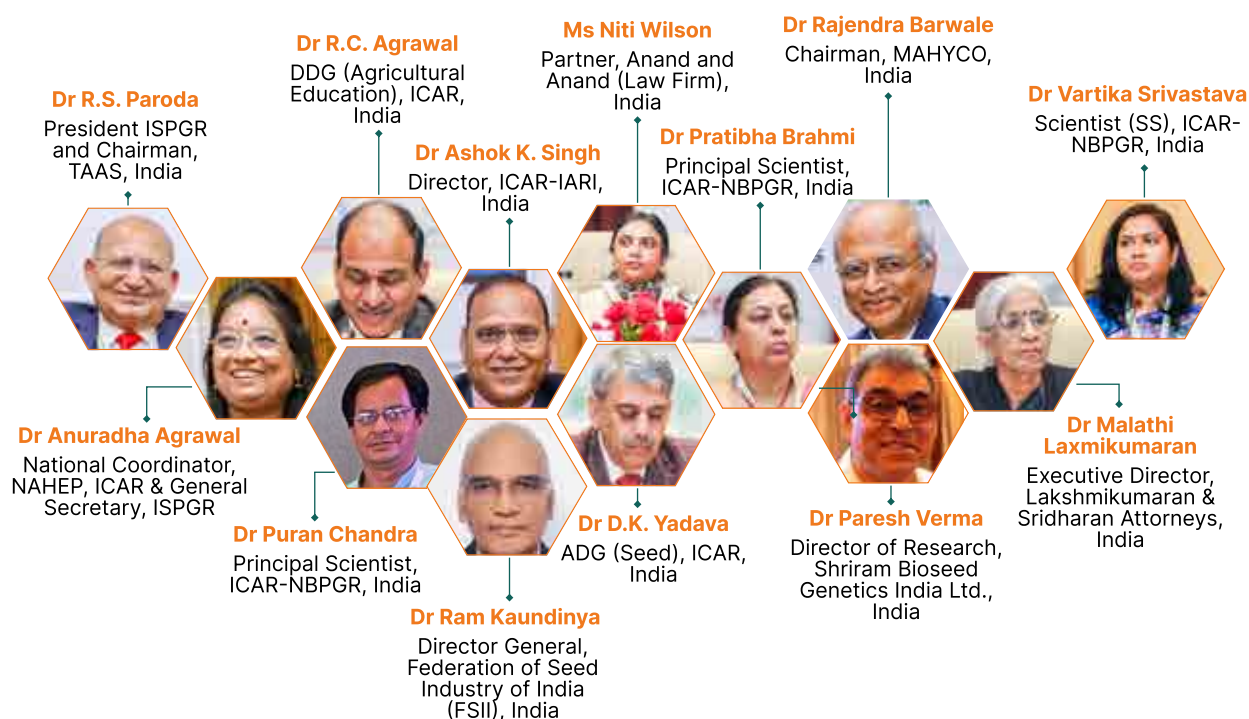 Dr R.S. Paroda
President ISPGR
and Chairman,
TAAS, India
Dr R.C. Agrawal
DDG (Agricultural
Education), ICAR,
India
Dr Ashok K. Singh
Director, ICAR-IARI,
India
Ms Niti Wilson
Partner, Anand and
Anand (Law Firm),
India
Dr Pratibha Brahmi
Principal Scientist,
ICAR-NBPGR, India
Dr Rajendra Barwale
Chairman, MAHYCO,
India
Dr Vartika Srivastava
Scientist (SS), ICAR-
NBPGR, India
Dr Anuradha Agrawal
National Coordinator,
NAHEP, ICAR & General
Secretary, ISPGR
Dr Puran Chandra
Principal Scientist,
ICAR-NBPGR, India
Dr Ram Kaundinya
Director General,
Federation of Seed
Industry of India
(FSII), India
Dr D.K. Yadava
ADG (Seed), ICAR,
India
Dr Paresh Verma
Director of Research,
Shriram Bioseed
Genetics India Ltd.,
India
Dr Malathi
Laxmikumaran
Executive Director,
Lakshmikumaran &
Sridharan Attorneys,
India